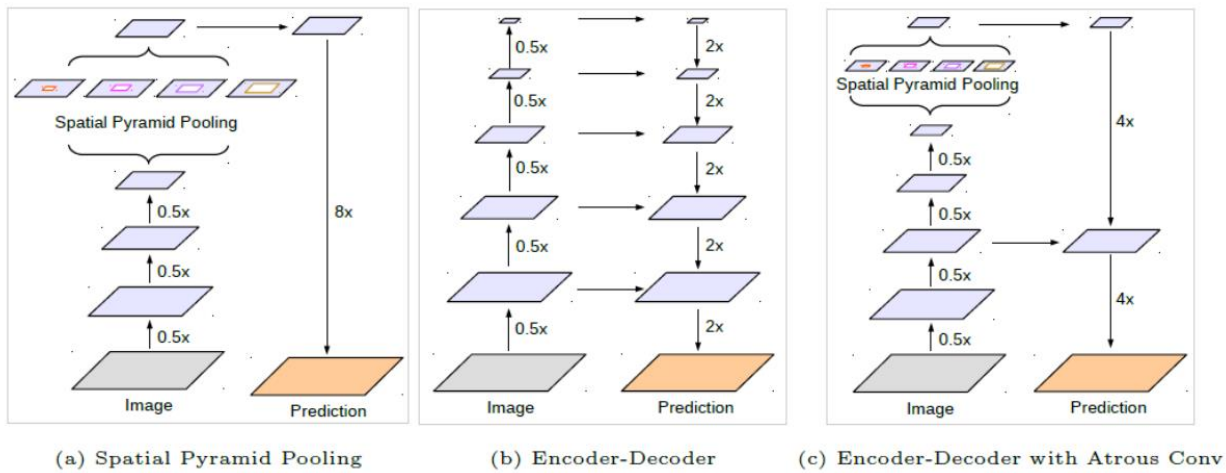 Spatial Pyramid Pooling
0.5x
0.5x
0.5x
8x
Image
Prediction
0.5x
2x
0.5x
2x
0.5x
2x
0.5x
2x
0.5x
2x
Image
Prediction
Spatial Pyramid Pooling
0.5x
0.5x
0.5x
0.5x
4x
4x
Image
Prediction
(a) Spatial Pyramid Pooling
(b) Encoder-Decoder
(c) Encoder-Decoder with Atrous Conv